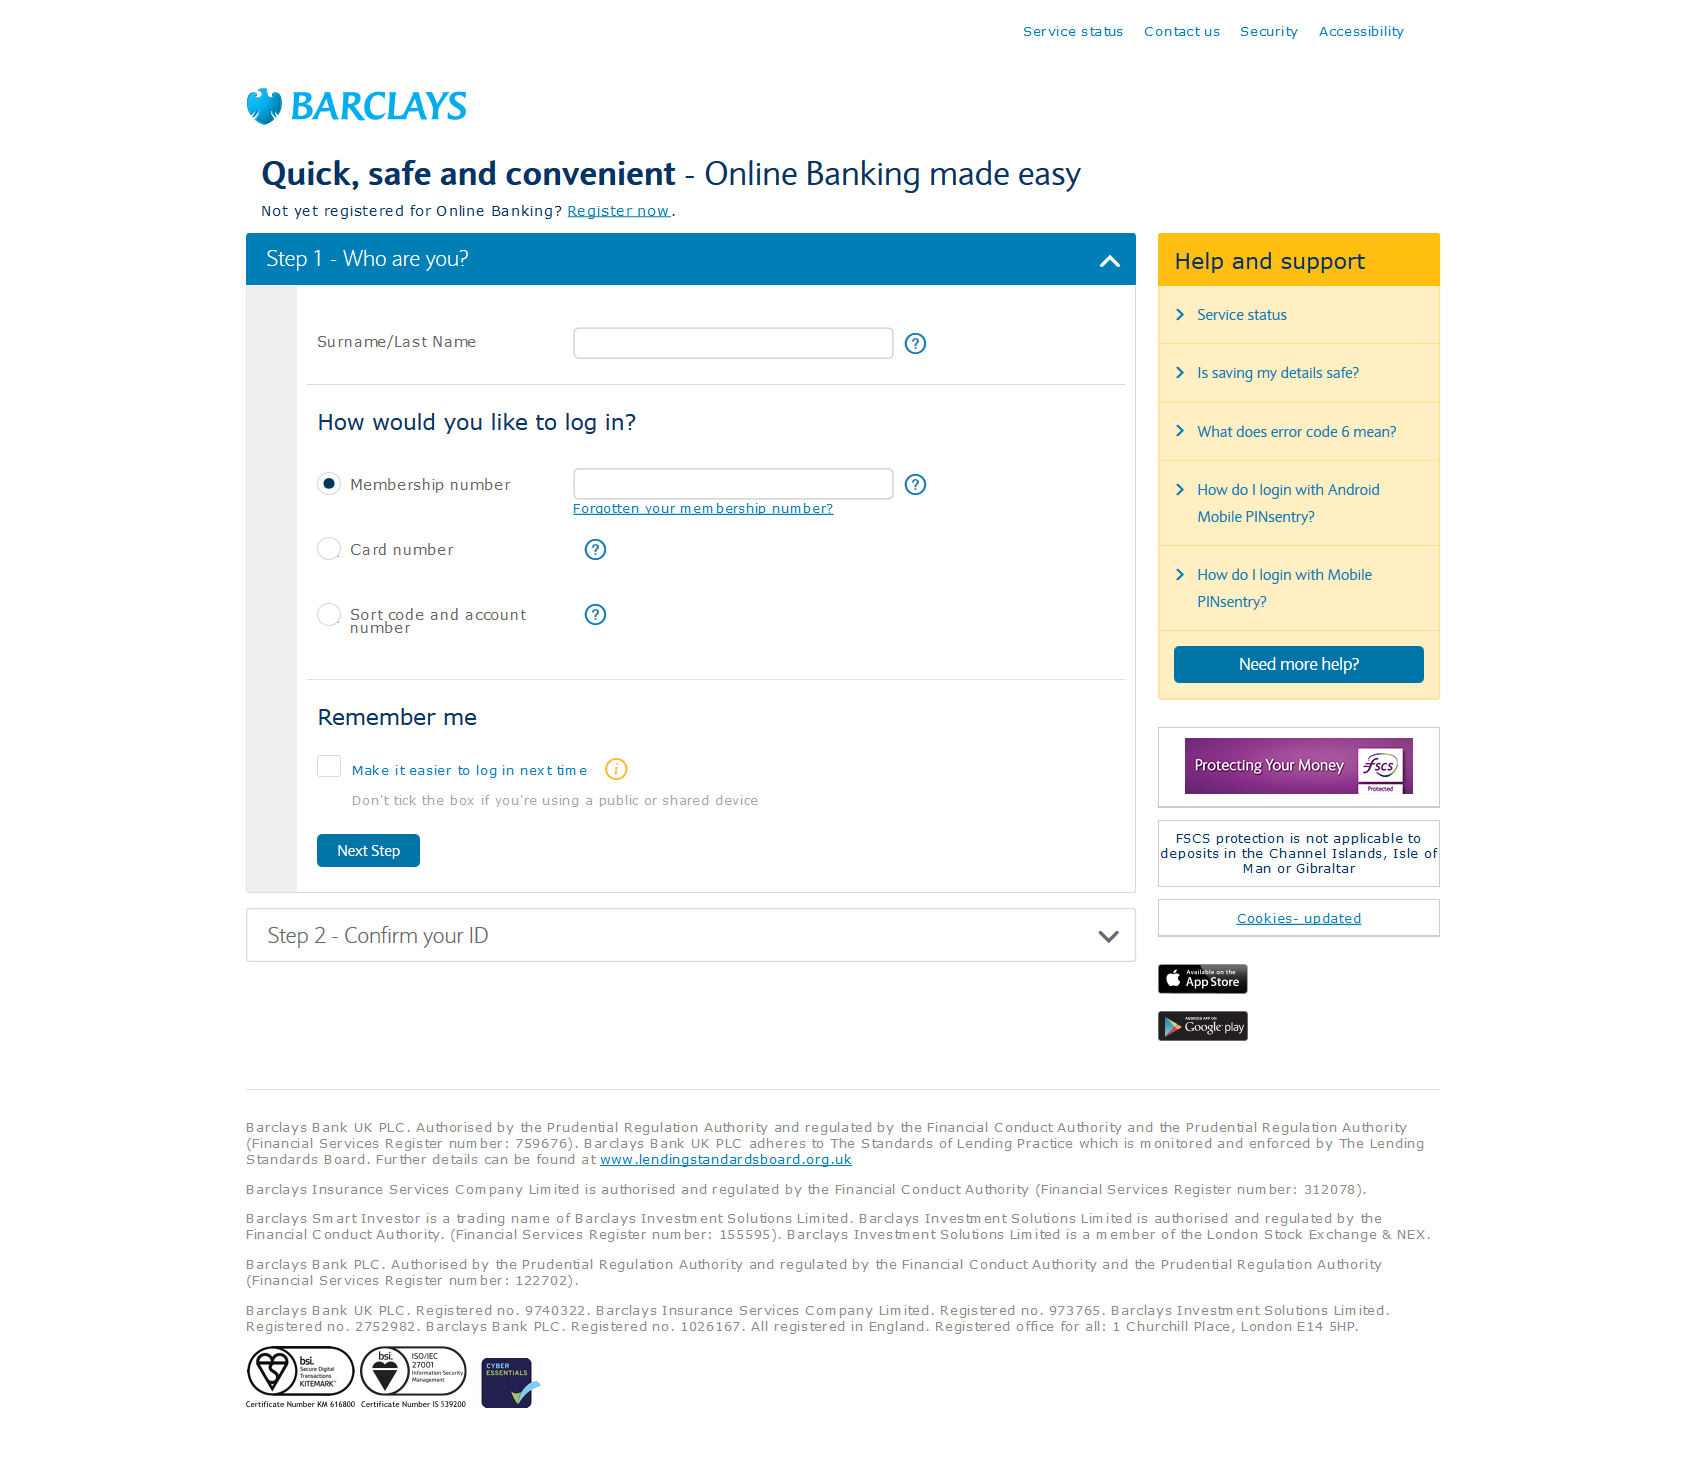 Service status Contact us Security Accessibility
BARCLAYS
Quick, safe and convenient - Online Banking made easy
Not yet registered for Online Banking? Register now.
Step 1 - Who are you?
Surname/Last Name
?
How would you like to log in?
Membership number
?
Forgotten your membership number?
Card number
?
Sort code and account
number
?
Remember me
Make it easier to log in next time
i
Don't tick the box if you're using a public or shared device
Next Step
Step 2 - Confirm your ID
Help and support
Service status
Is saving my details safe?
What does error code 6 mean?
How do I login with Android
Mobile PINsentry?
How do I login with Mobile
PINsentry?
Need more help?
Protecting Your Money
fscs
Protected
FSCS protection is not applicable to
deposits in the Channel Islands, Isle of
Man or Gibraltar
Cookies- updated
Available on the
App Store
ANDROID APP ON
Google play
Barclays Bank UK PLC. Authorised by the Prudential Regulation Authority and regulated by the Financial Conduct Authority and the Prudential Regulation Authority
(Financial Services Register number: 759676). Barclays Bank UK PLC adheres to The Standards of Lending Practice which is monitored and enforced by The Lending
Standards Board. Further details can be found at www.lendingstandardsboard.org.uk
Barclays Insurance Services Company Limited is authorised and regulated by the Financial Conduct Authority (Financial Services Register number: 312078).
Barclays Smart Investor is a trading name of Barclays Investment Solutions Limited. Barclays Investment Solutions Limited is authorised and regulated by the
Financial Conduct Authority. (Financial Services Register number: 155595). Barclays Investment Solutions Limited is a member of the London Stock Exchange & NEX.
Barclays Bank PLC. Authorised by the Prudential Regulation Authority and regulated by the Financial Conduct Authority and the Prudential Regulation Authority
(Financial Services Register number: 122702).
Barclays Bank UK PLC. Registered no. 9740322. Barclays Insurance Services Company Limited. Registered no. 973765. Barclays Investment Solutions Limited.
Registered no. 2752982. Barclays Bank PLC. Registered no. 1026167. All registered in England. Registered office for all: 1 Churchill Place, London E14 5HP.
bsi.
Secure Digital
Transactions
KITEMARK™
Certificate Number KM 616800
bsi.
ISO/IEC
27001
Information Security
Management
Certificate Number IS 539200
CYBER
ESSENTIALS